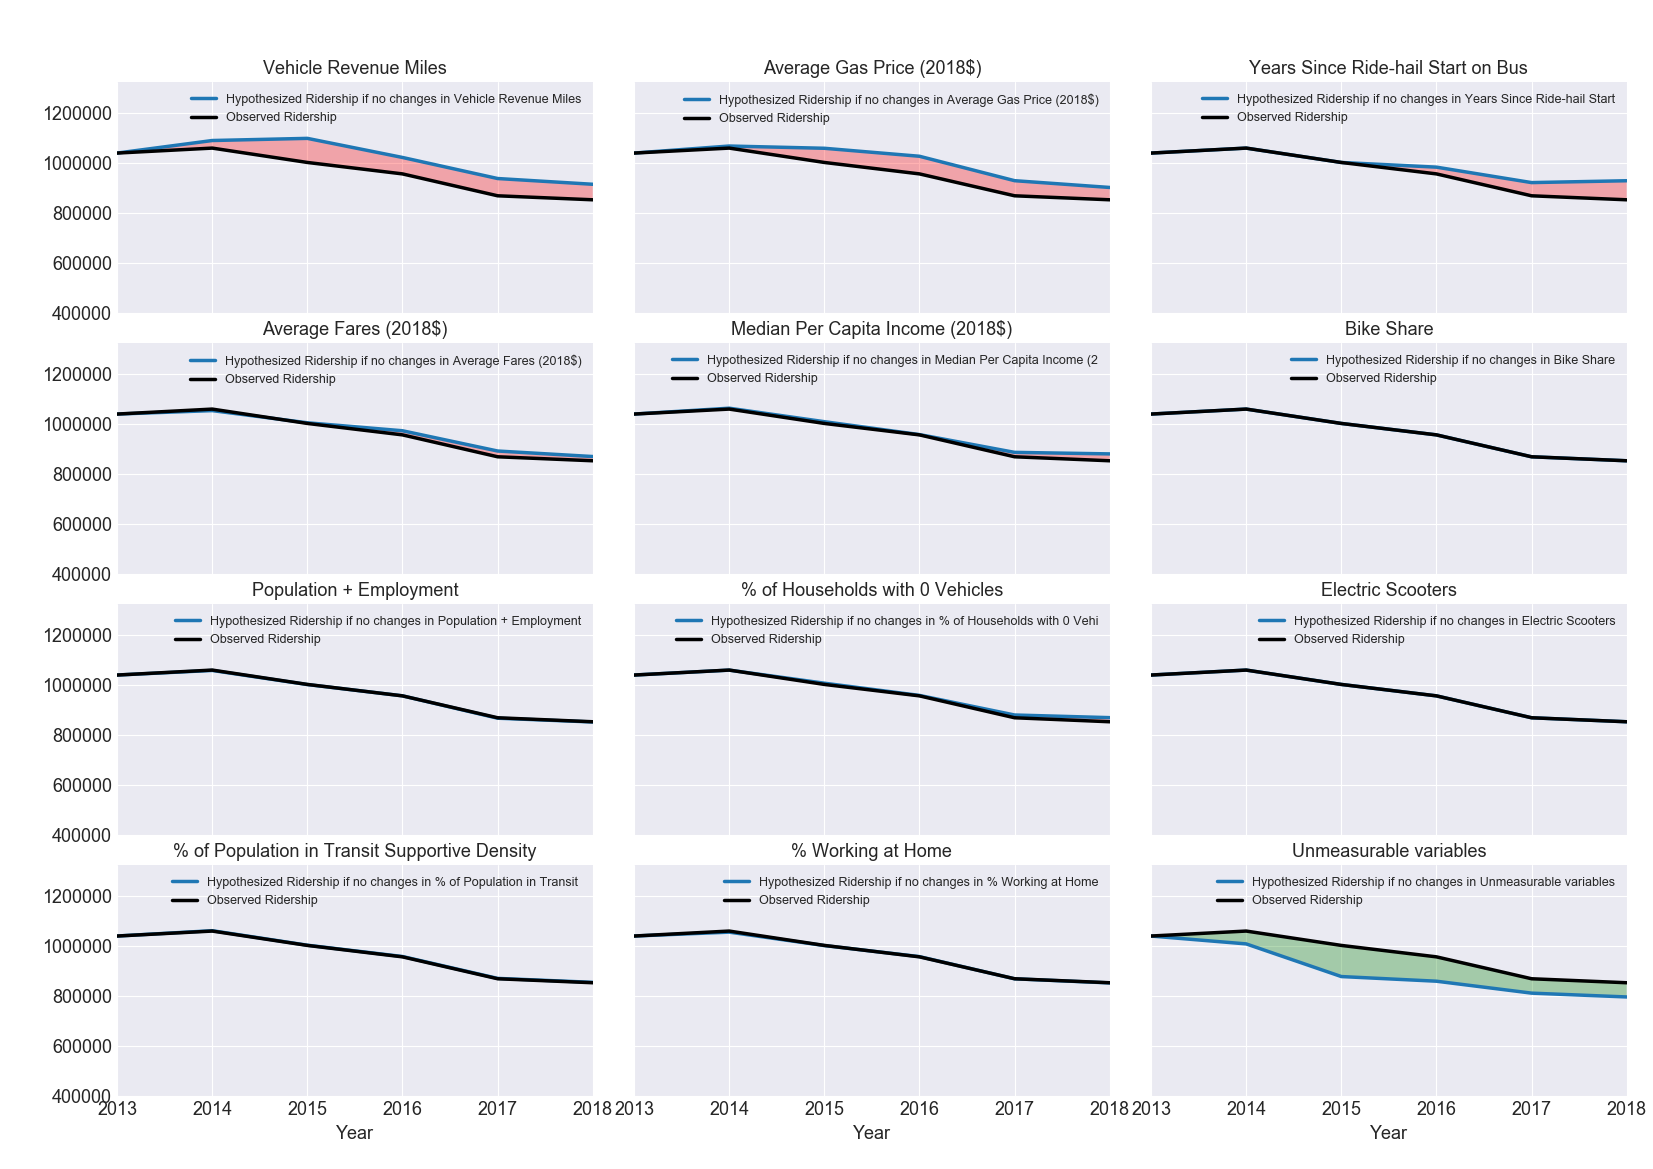 Vehicle Revenue Miles
Hypothesized Ridership if no changes in Vehicle Revenue Miles
Observed Ridership
1200000
1000000
800000
600000
400000
Average Gas Price (2018$)
Hypothesized Ridership if no changes in Average Gas Price (2018$)
Observed Ridership
Years Since Ride-hail Start on Bus
Hypothesized Ridership if no changes in Years Since Ride-hail Start
Observed Ridership
Average Fares (2018$)
Hypothesized Ridership if no changes in Average Fares (2018$)
Observed Ridership
1200000
1000000
800000
600000
400000
Median Per Capita Income (2018$)
Hypothesized Ridership if no changes in Median Per Capita Income (2
Observed Ridership
Bike Share
Hypothesized Ridership if no changes in Bike Share
Observed Ridership
Population + Employment
Hypothesized Ridership if no changes in Population + Employment
Observed Ridership
1200000
1000000
800000
600000
400000
% of Households with 0 Vehicles
Hypothesized Ridership if no changes in % of Households with 0 Vehi
Observed Ridership
Electric Scooters
Hypothesized Ridership if no changes in Electric Scooters
Observed Ridership
% of Population in Transit Supportive Density
Hypothesized Ridership if no changes in % of Population in Transit
Observed Ridership
1200000
1000000
800000
600000
400000
2013 2014 2015 2016 2017 2018
Year
% Working at Home
Hypothesized Ridership if no changes in % Working at Home
Observed Ridership
2013 2014 2015 2016 2017 2018
Year
Unmeasurable variables
Hypothesized Ridership if no changes in Unmeasurable variables
Observed Ridership
2013 2014 2015 2016 2017 2018
Year